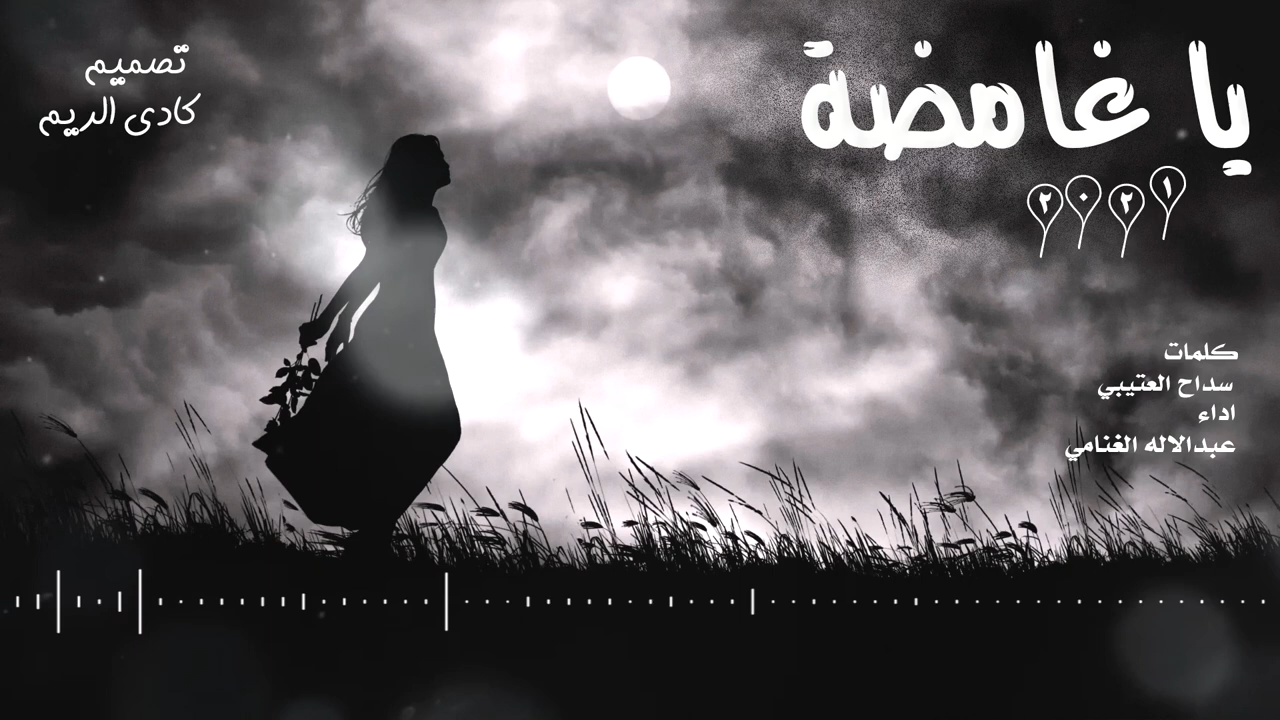 يا غامضة
٢٠٢١
تصميم
كادى الريم
كلمات
سداح العتيبي
اداء
عبدالاله الغنامي